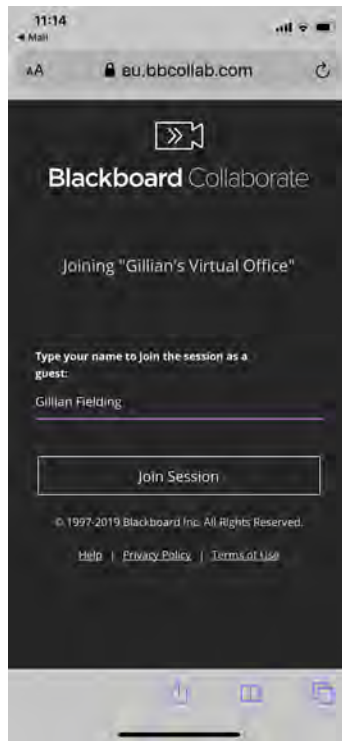 11:14
Mail
AA
eu.bbcollab.com
Blackboard Collaborate
Joining "Gillian's Virtual Office"
Type your name to join the session as a
guest:
Gillian Fielding
Join Session
© 1997-2019 Blackboard Inc. All Rights Reserved.
Help | Privacy Policy | Terms of Use